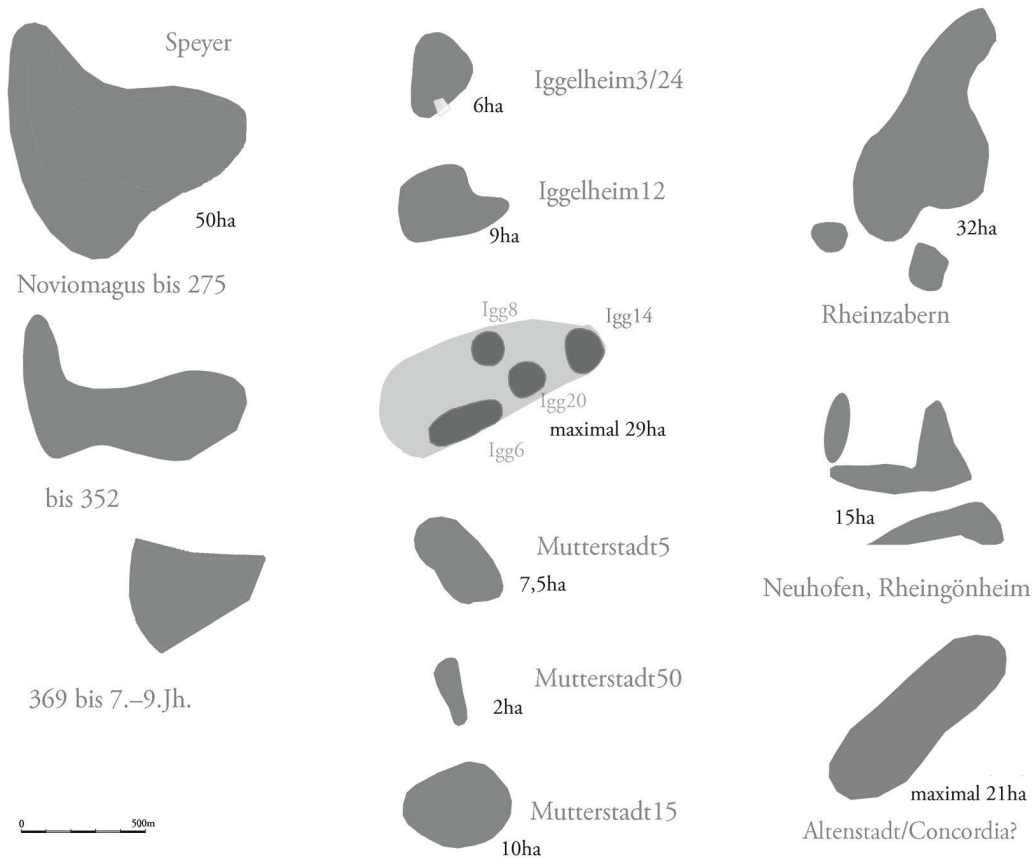 Speyer
50ha
Noviomagus bis 275
bis 352
369 bis 7.–9.Jh.
0 500m
Iggelheim3/24
6ha
Iggelheim12
9ha
Igg8
Igg14
Igg20
maximal 29ha
Igg6
Mutterstadt5
7,5ha
Mutterstadt50
2ha
Mutterstadt15
10ha
32ha
Rheinzabern
15ha
Neuhofen, Rheingönheim
maximal 21ha
Altenstadt/Concordia?